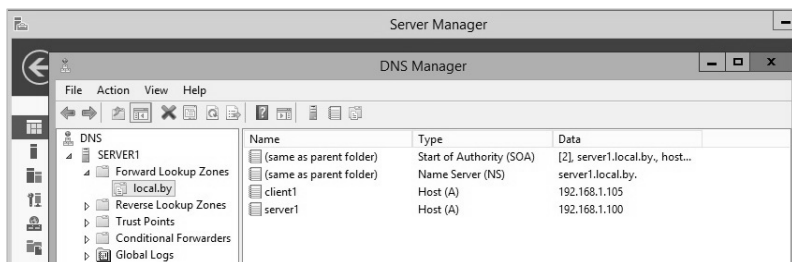 Server Manager
DNS Manager
File Action View Help
DNS
SERVER1
Forward Lookup Zones
local.by
Reverse Lookup Zones
Trust Points
Conditional Forwarders
Global Logs
Name Type Data
(same as parent folder) Start of Authority (SOA) [2], server1.local.by., host...
(same as parent folder) Name Server (NS) server1.local.by.
client1 Host (A) 192.168.1.105
server1 Host (A) 192.168.1.100